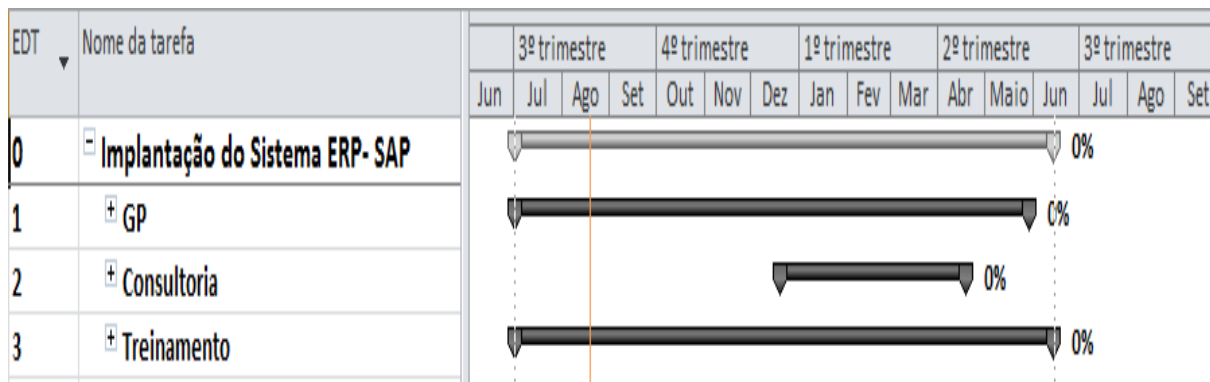 EDT Nome da tarefa
3º trimestre 4º trimestre 1º trimestre 2º trimestre 3º trimestre
Jun Jul Ago Set Out Nov Dez Jan Fev Mar Abr Maio Jun Jul Ago Set
0 Implantação do Sistema ERP- SAP 0%
1 GP 0%
2 Consultoria 0%
3 Treinamento 0%